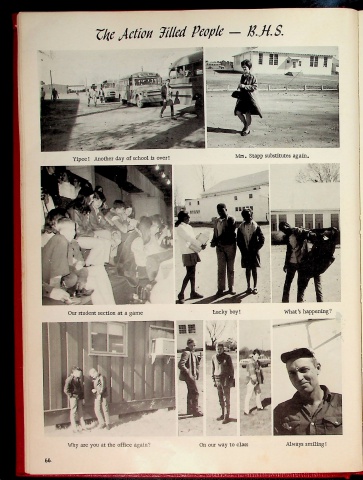 The Action Filled People — B.H.S.
Yipee! Another day of school is over!
Mrs. Stapp substitutes again.
Our student section at a game
Lucky boy!
What's happening?
Why are you at the office again?
On our way to class
Always smiling!
66